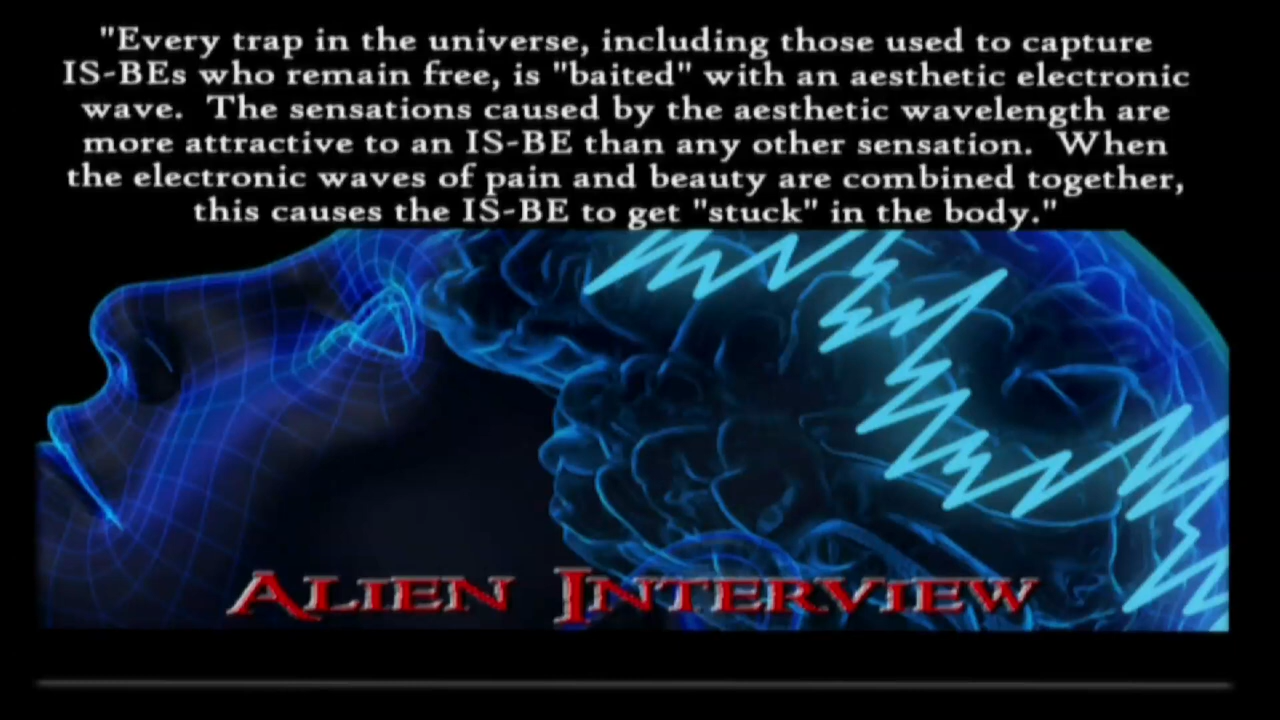 "Every trap in the universe, including those used to capture
IS-BEs who remain free, is "baited" with an aesthetic electronic
wave.  The sensations caused by the aesthetic wavelength are
more attractive to an IS-BE than any other sensation.  When
the electronic waves of pain and beauty are combined together,
this causes the IS-BE to get "stuck" in the body."
ALIEN INTERVIEW